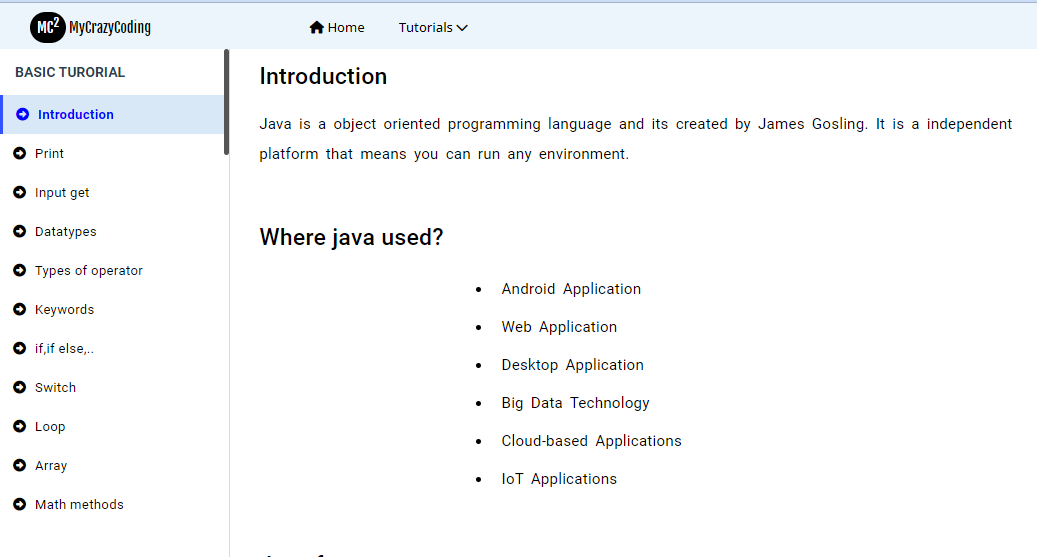 MC2 MyCrazyCoding
Home
Tutorials
BASIC TURORIAL
Introduction
Print
Input get
Datatypes
Types of operator
Keywords
if,if else,..
Switch
Loop
Array
Math methods
Introduction
Java is a object oriented programming language and its created by James Gosling. It is a independent
platform that means you can run any environment.
Where java used?
Android Application
Web Application
Desktop Application
Big Data Technology
Cloud-based Applications
IoT Applications